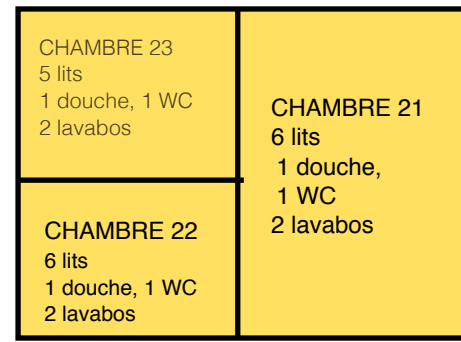 CHAMBRE 23
5 lits
1 douche, 1 WC
2 lavabos
CHAMBRE 22
6 lits
1 douche, 1 WC
2 lavabos
CHAMBRE 21
6 lits
1 douche,
1 WC
2 lavabos